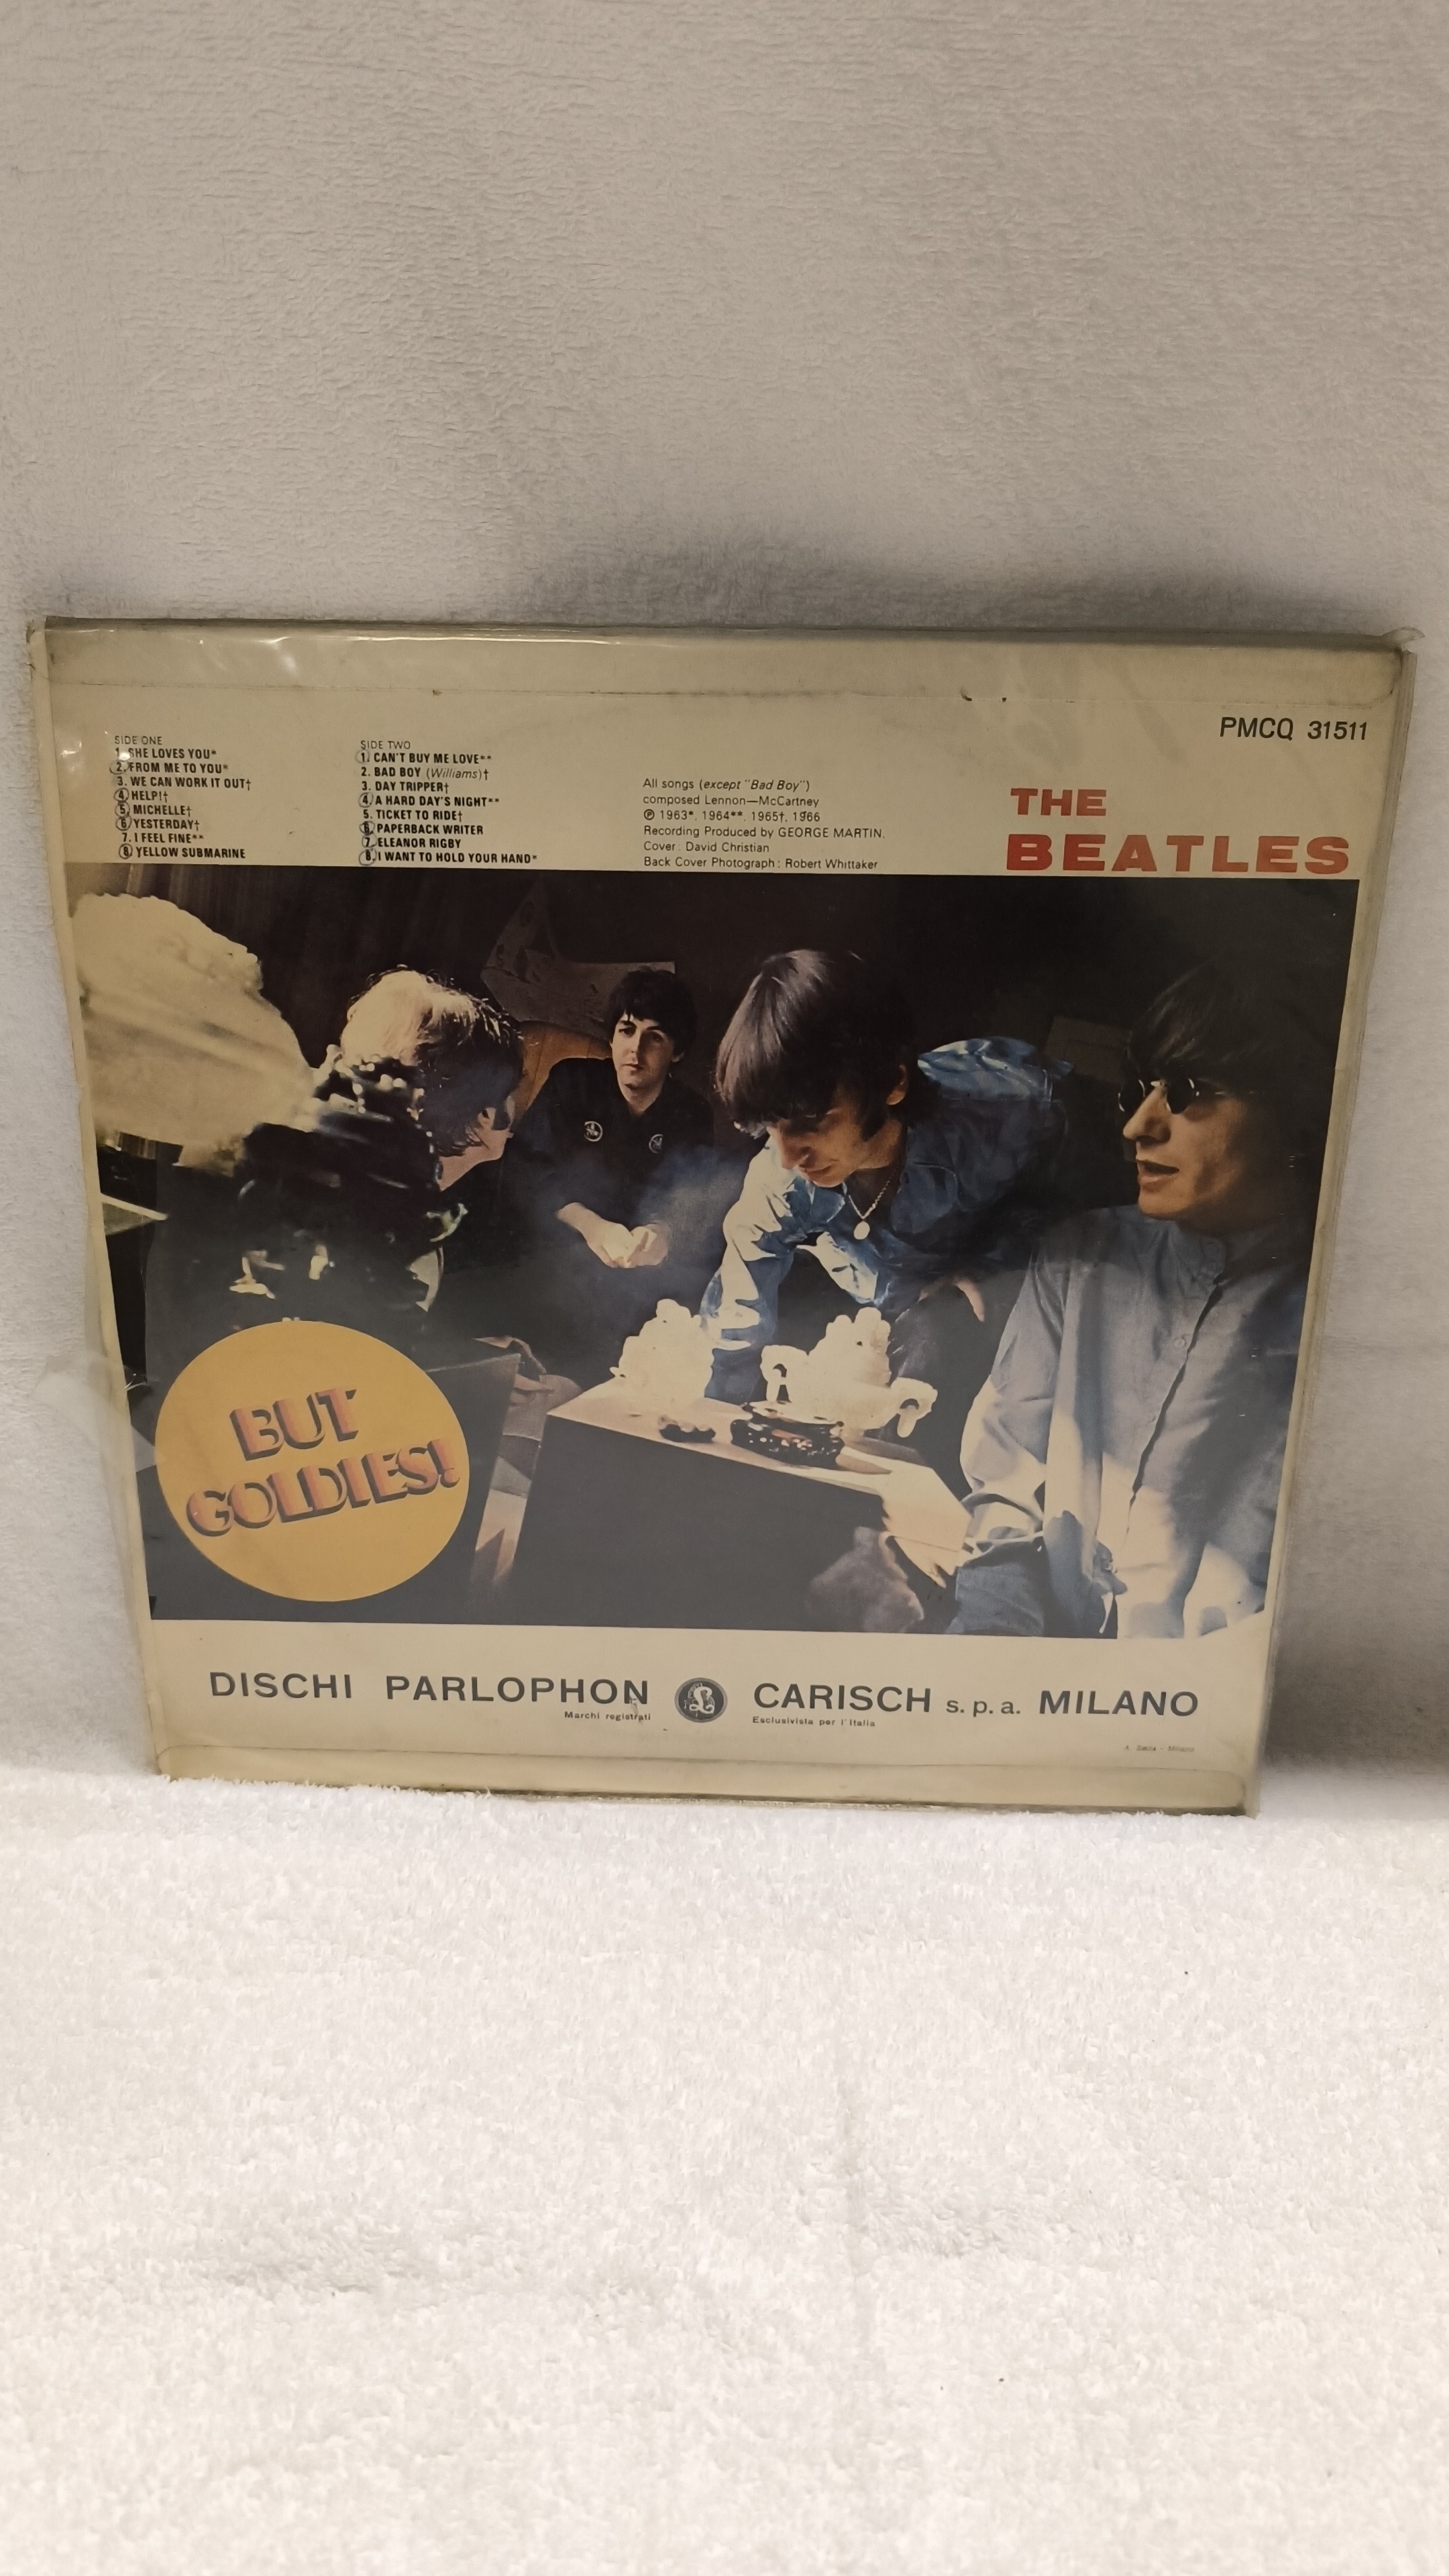 PMCQ 31511
SIDE ONE
1. SHE LOVES YOU*
2. FROM ME TO YOU*
3. WE CAN WORK IT OUT†
4. HELP!†
5. MICHELLE†
6. YESTERDAY†
7. I FEEL FINE**
8. YELLOW SUBMARINE
SIDE TWO
1. CAN'T BUY ME LOVE**
2. BAD BOY (Williams)†
3. DAY TRIPPER†
4. A HARD DAY'S NIGHT**
5. TICKET TO RIDE†
6. PAPERBACK WRITER
7. ELEANOR RIGBY
8. I WANT TO HOLD YOUR HAND*
All songs (except "Bad Boy")
composed Lennon—McCartney
℗ 1963*, 1964**, 1965†, 1966
Recording Produced by GEORGE MARTIN.
Cover: David Christian
Back Cover Photograph: Robert Whittaker
THE
BEATLES
BUT
GOLDIES!
DISCHI PARLOPHON
Marchi registrati
CARISCH s.p.a. MILANO
Esclusivista per l'Italia